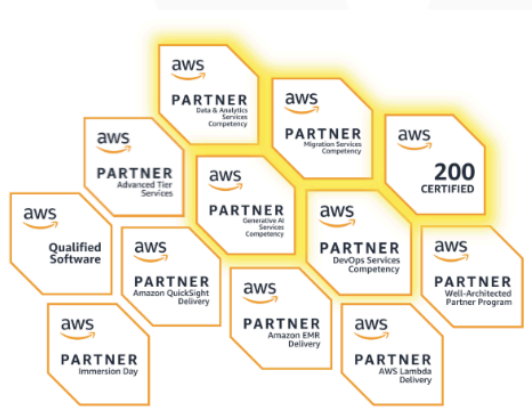 aws
PARTNER
Data & Analytics
Services
Competency
aws
PARTNER
Migration Services
Competency
aws
200
CERTIFIED
aws
PARTNER
Advanced Tier
Services
aws
PARTNER
Generative AI
Services
Competency
aws
PARTNER
DevOps Services
Competency
aws
Qualified
Software
aws
PARTNER
Amazon QuickSight
Delivery
aws
PARTNER
Amazon EMR
Delivery
aws
PARTNER
Well-Architected
Partner Program
aws
PARTNER
Immersion Day
aws
PARTNER
AWS Lambda
Delivery